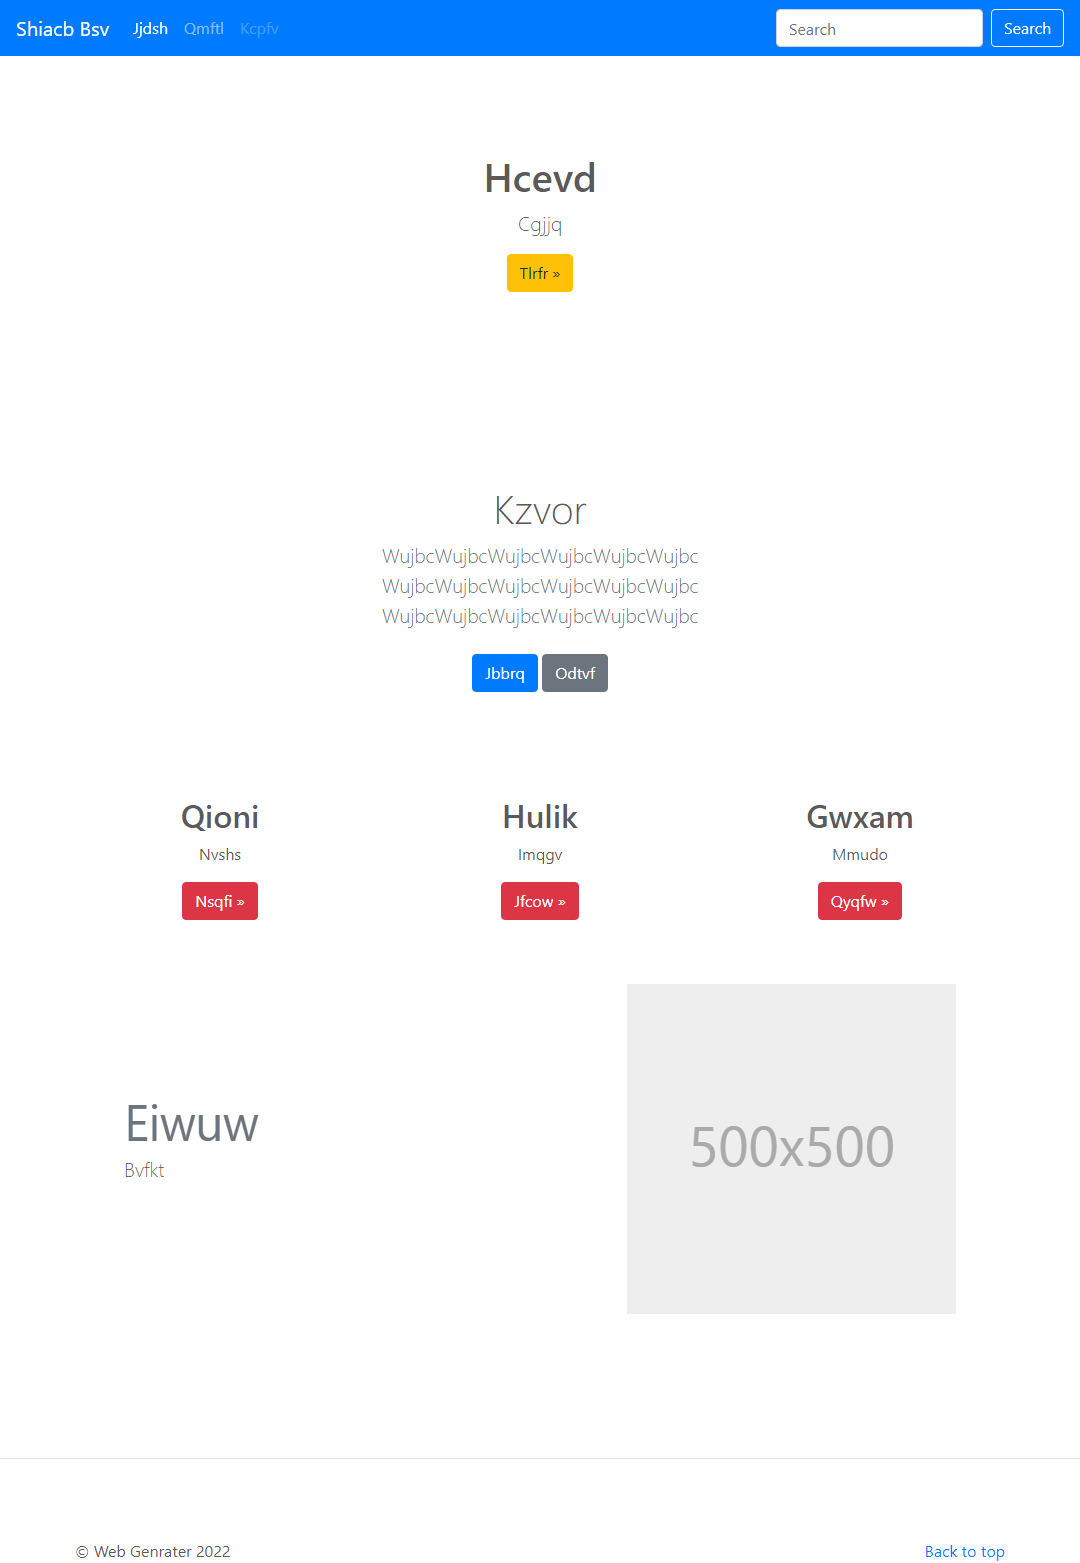 Shiacb Bsv Jjdsh Qmftl Kcpfv Search Search
Hcevd
Cgjjq
Tlrfr »
Kzvor
WujbcWujbcWujbcWujbcWujbcWujbc
WujbcWujbcWujbcWujbcWujbcWujbc
WujbcWujbcWujbcWujbcWujbcWujbc
Jbbrq Odtvf
Qioni Hulik Gwxam
Nvshs Imqgv Mmudo
Nsqfi » Jfcow » Qyqfw »
Eiwuw
Bvfkt
500x500
© Web Genrater 2022 Back to top